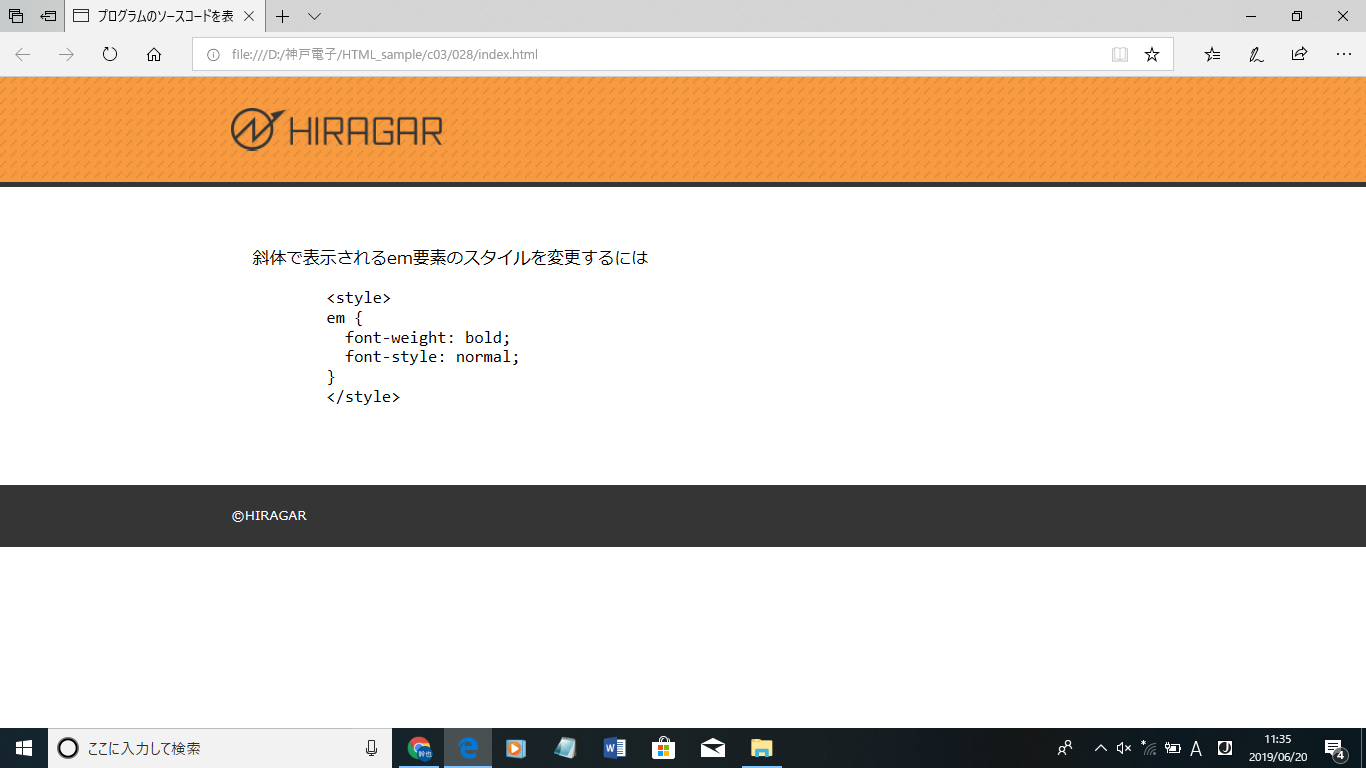 プログラムのソースコードを表
file:///D:/神戸電子/HTML_sample/c03/028/index.html
HIRAGAR
斜体で表示されるem要素のスタイルを変更するには
<style>
em {
  font-weight: bold;
  font-style: normal;
}
</style>
©HIRAGAR
ここに入力して検索
A
11:35
2019/06/20
4